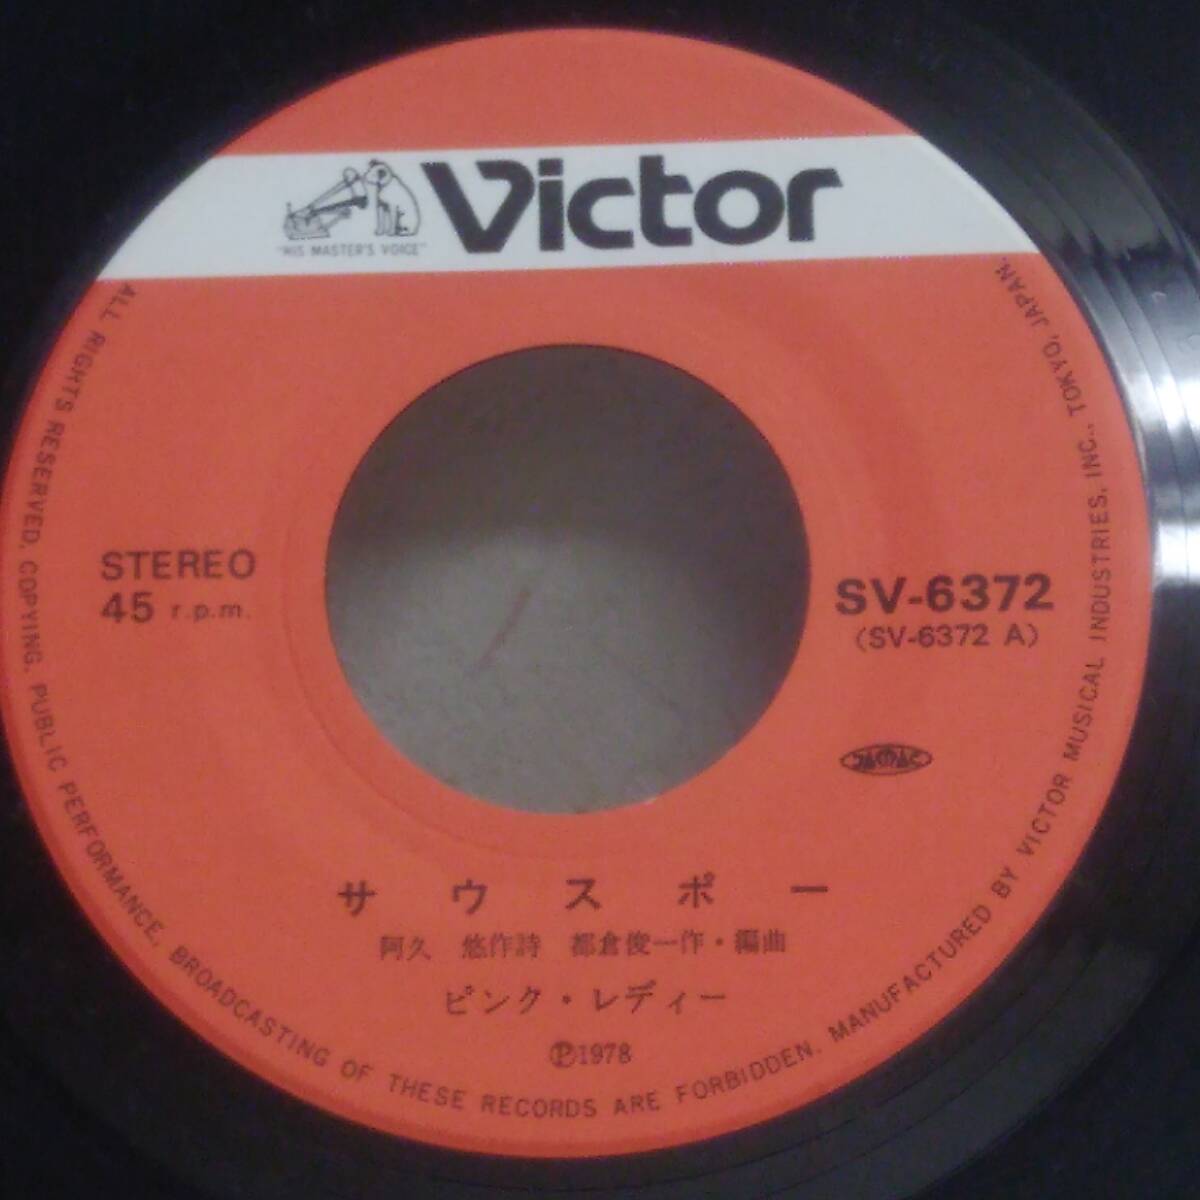 Victor
"HIS MASTER'S VOICE"
STEREO
45 r.p.m.
SV-6372
(SV-6372 A)
JASRAC
サウスポー
阿久 悠作詩 都倉俊一作・編曲
ピンク・レディー
Ⓟ1978
ALL RIGHTS RESERVED. COPYING, PUBLIC PERFORMANCE, BROADCASTING OF THESE RECORDS ARE FORBIDDEN. MANUFACTURED BY VICTOR MUSICAL INDUSTRIES, INC., TOKYO, JAPAN.